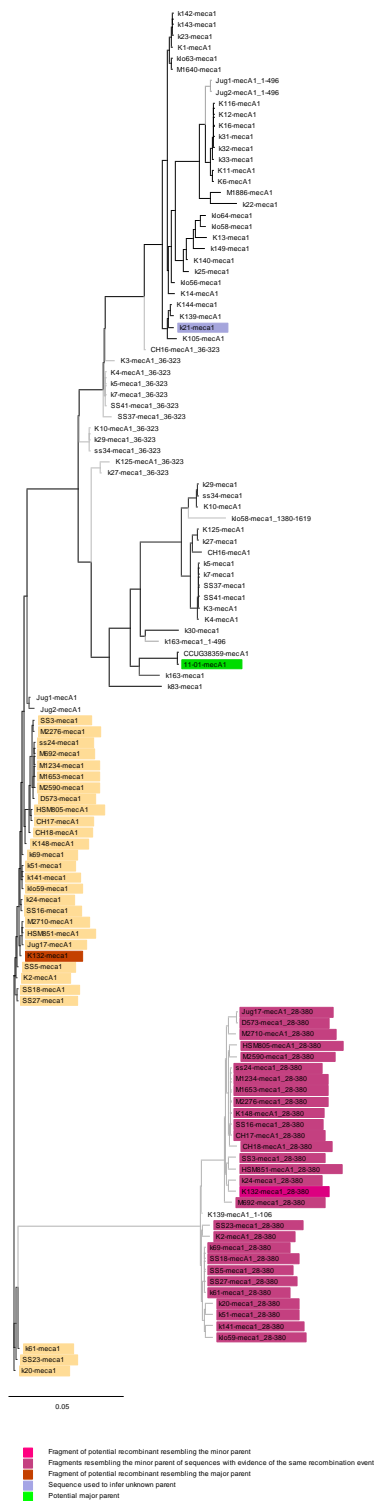 k142-meca1
k143-meca1
k23-meca1
K1-mecA1
klo63-meca1
M1640-meca1
Jug1-mecA1_1-496
Jug2-mecA1_1-496
K116-mecA1
K12-mecA1
K16-mecA1
k31-meca1
k32-meca1
k33-meca1
K11-mecA1
K6-mecA1
M1886-mecA1
k22-meca1
klo64-meca1
klo58-meca1
K13-mecA1
k149-meca1
K140-meca1
k25-meca1
klo56-meca1
K14-mecA1
K144-meca1
K139-mecA1
k21-meca1
K105-mecA1
CH16-mecA1_36-323
K3-mecA1_36-323
K4-mecA1_36-323
k5-meca1_36-323
k7-meca1_36-323
SS41-meca1_36-323
SS37-meca1_36-323
K10-mecA1_36-323
k29-meca1_36-323
ss34-meca1_36-323
K125-mecA1_36-323
k27-meca1_36-323
k29-meca1
ss34-meca1
K10-mecA1
klo58-meca1_1380-1619
K125-mecA1
k27-meca1
CH16-mecA1
k5-meca1
k7-meca1
SS37-meca1
SS41-meca1
K3-mecA1
K4-mecA1
k30-meca1
k163-meca1_1-496
CCUG38359-mecA1
11-01-mecA1
k163-meca1
k83-meca1
Jug1-mecA1
Jug2-mecA1
SS3-meca1
M2276-meca1
ss24-meca1
M692-meca1
M1234-meca1
M1653-meca1
M2590-meca1
D573-meca1
HSM805-mecA1
CH17-mecA1
CH18-mecA1
K148-meca1
k69-meca1
k51-meca1
k141-meca1
klo59-meca1
k24-meca1
SS16-meca1
M2710-mecA1
HSM851-mecA1
Jug17-mecA1
K132-meca1
SS5-meca1
K2-mecA1
SS18-mecA1
SS27-meca1
Jug17-mecA1_28-380
D573-meca1_28-380
M2710-mecA1_28-380
HSM805-mecA1_28-380
M2590-meca1_28-380
ss24-meca1_28-380
M1234-meca1_28-380
M1653-meca1_28-380
M2276-meca1_28-380
K148-meca1_28-380
SS16-meca1_28-380
CH17-mecA1_28-380
CH18-mecA1_28-380
SS3-meca1_28-380
HSM851-mecA1_28-380
k24-meca1_28-380
K132-meca1_28-380
M692-meca1_28-380
K139-mecA1_1-106
SS23-meca1_28-380
K2-mecA1_28-380
k69-meca1_28-380
SS18-mecA1_28-380
SS5-meca1_28-380
SS27-meca1_28-380
k61-meca1_28-380
k20-meca1_28-380
k51-meca1_28-380
k141-meca1_28-380
klo59-meca1_28-380
k61-meca1
SS23-meca1
k20-meca1
0.05
Fragment of potential recombinant resembling the minor parent
Fragments resembling the minor parent of sequences with evidence of the same recombination event
Fragment of potential recombinant resembling the major parent
Sequence used to infer unknown parent
Potential major parent